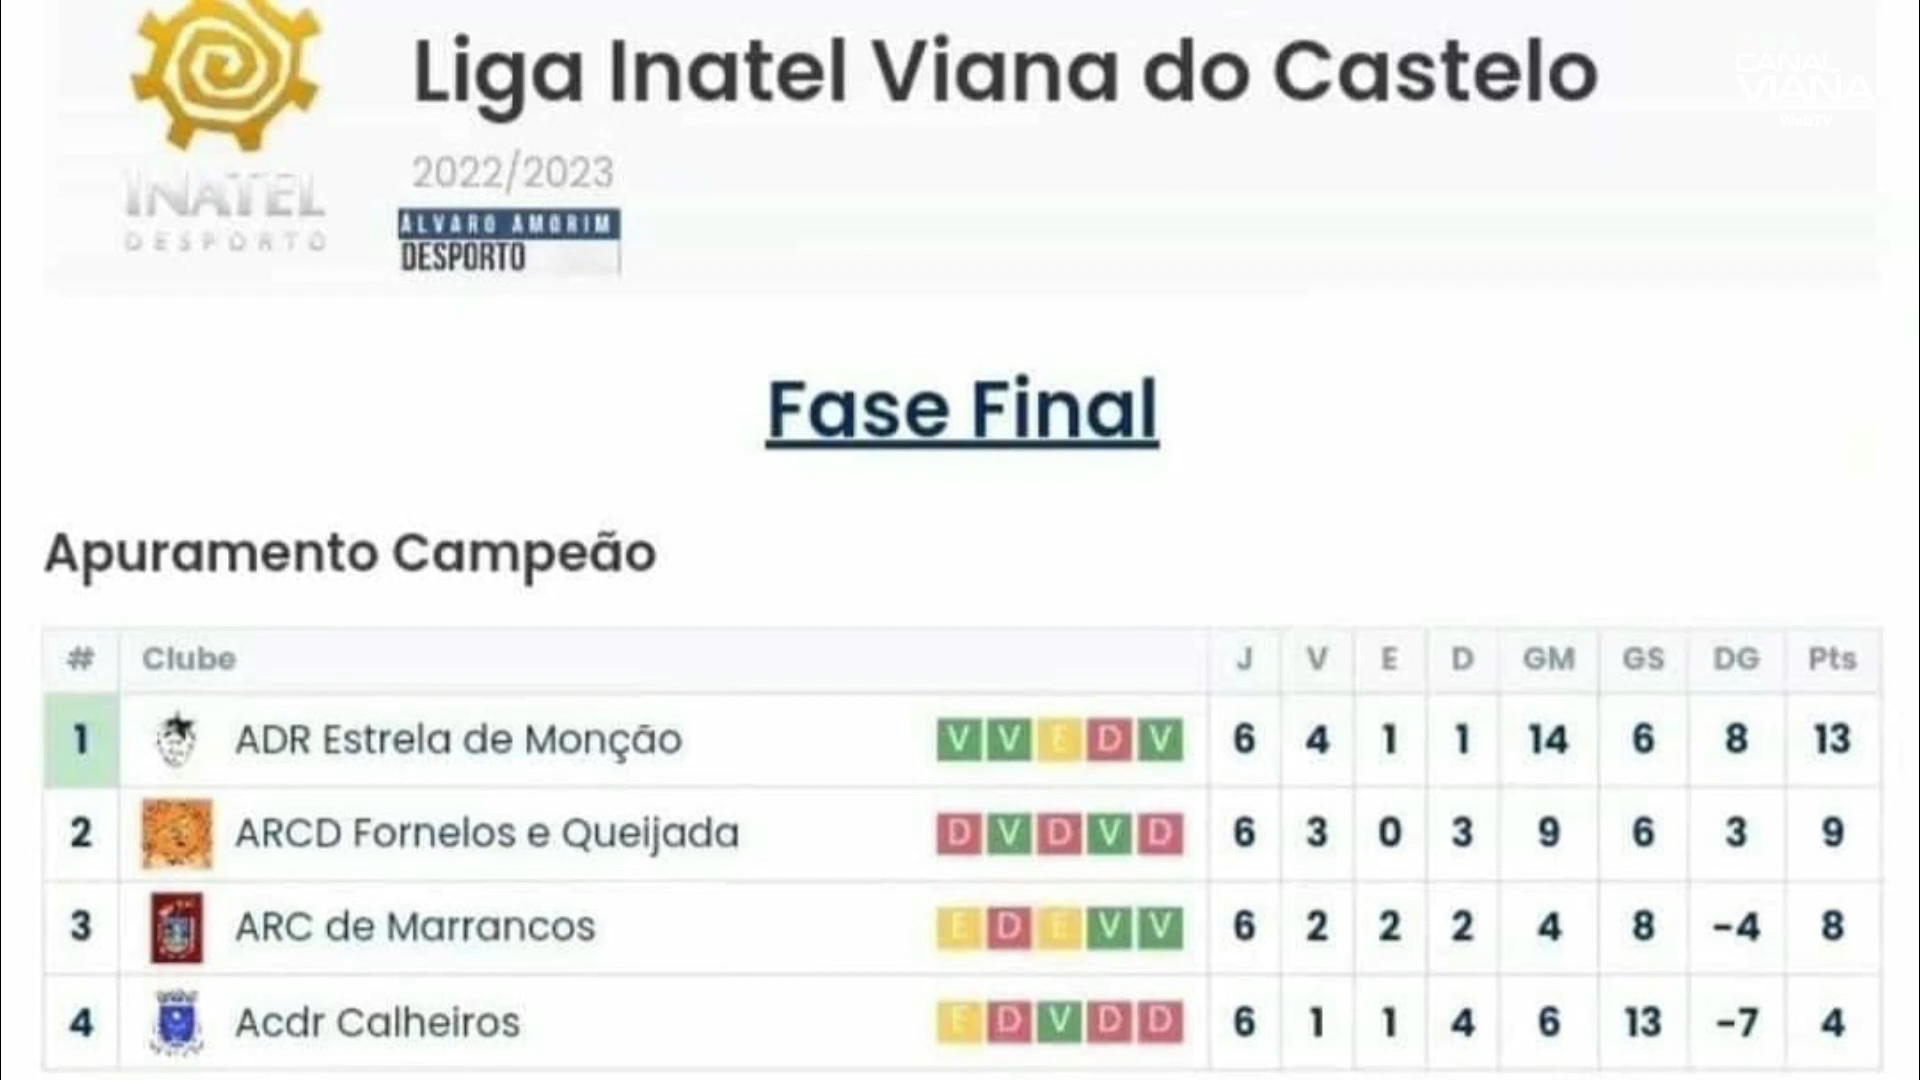 Liga Inatel Viana do Castelo
CANAL
VIANA
WebTV
2022/2023
INATEL
DESPORTO
ALVARO AMORIM
DESPORTO
Fase Final
Apuramento Campeão
# Clube J V E D GM GS DG Pts
1 ADR Estrela de Monção V V E D V 6 4 1 1 14 6 8 13
2 ARCD Fornelos e Queijada D V D V D 6 3 0 3 9 6 3 9
3 ARC de Marrancos E D E V V 6 2 2 2 4 8 -4 8
4 Acdr Calheiros E D V D D 6 1 1 4 6 13 -7 4